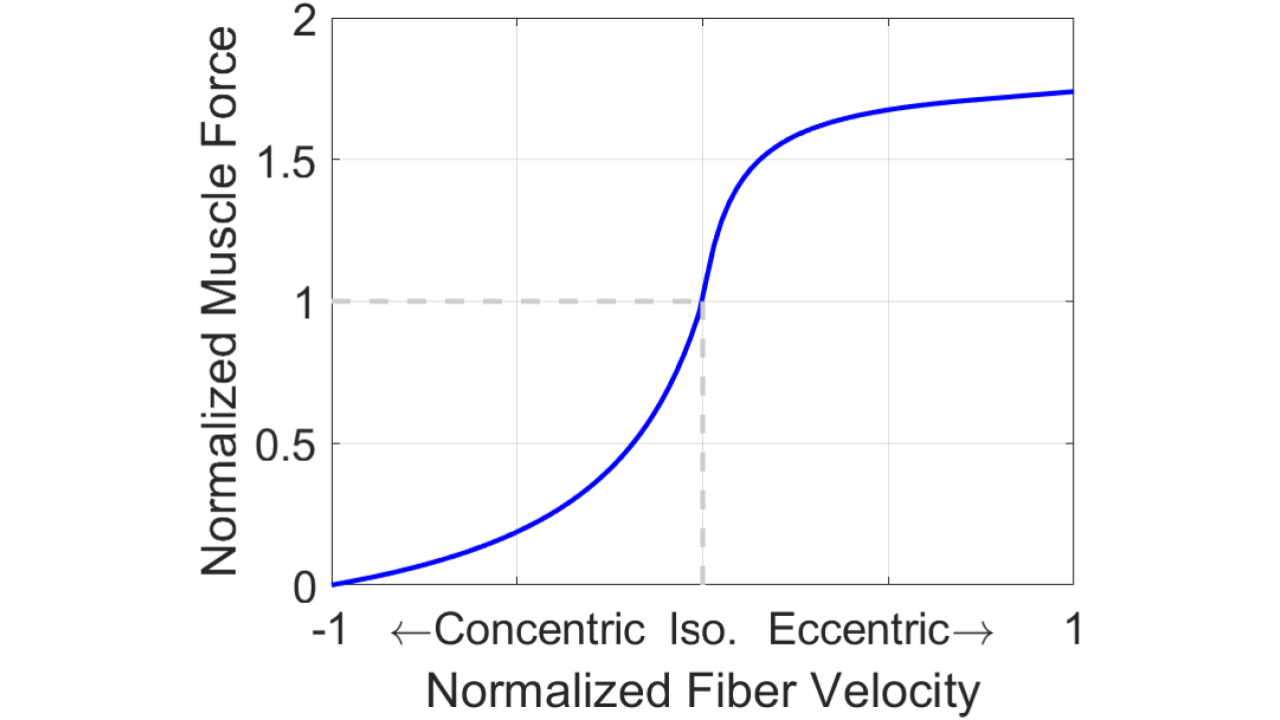 Normalized Muscle Force
2
1.5
1
0.5
0
-1 ←Concentric Iso. Eccentric→ 1
Normalized Fiber Velocity